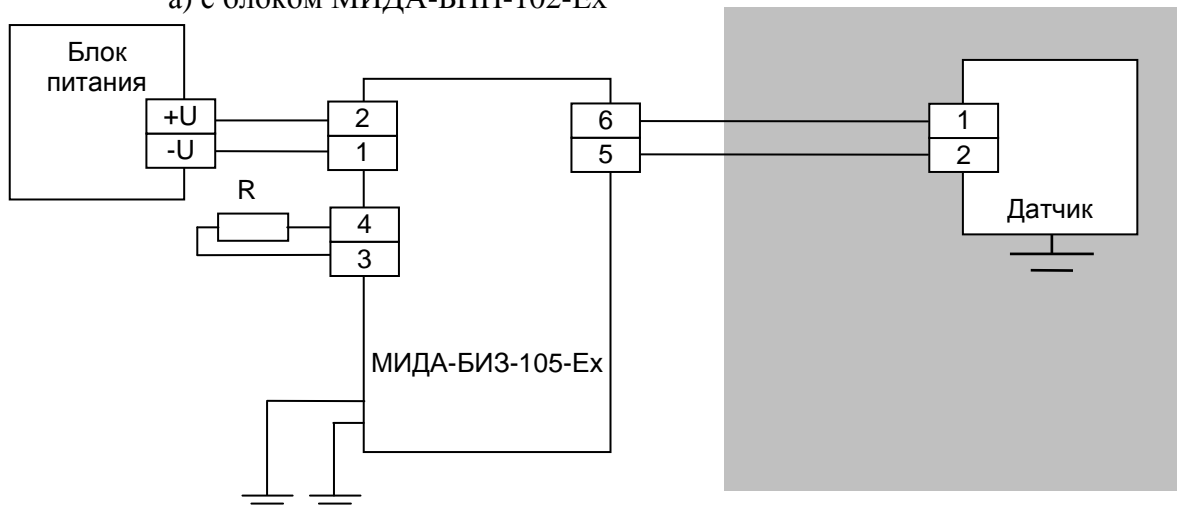 а) с блоком МИДА-БПП-102-Ex
Блок
питания
+U
-U
2
1
R
4
3
6
5
МИДА-БИЗ-105-Ex
1
2
Датчик